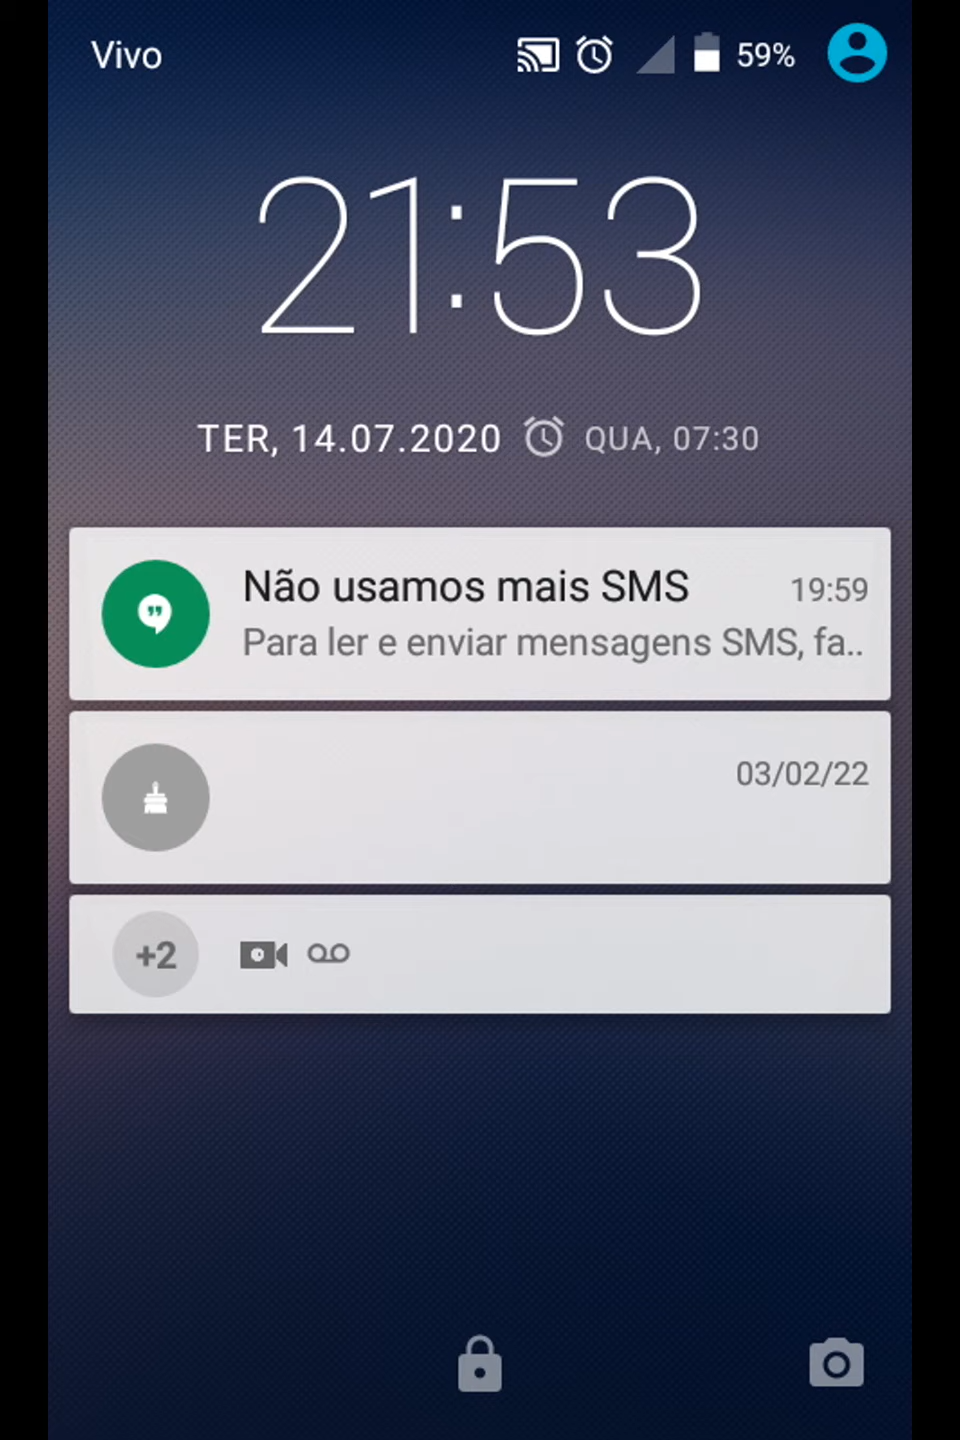 Vivo 59%
21:53
TER, 14.07.2020 QUA, 07:30
Não usamos mais SMS 19:59
Para ler e enviar mensagens SMS, fa..
03/02/22
+2